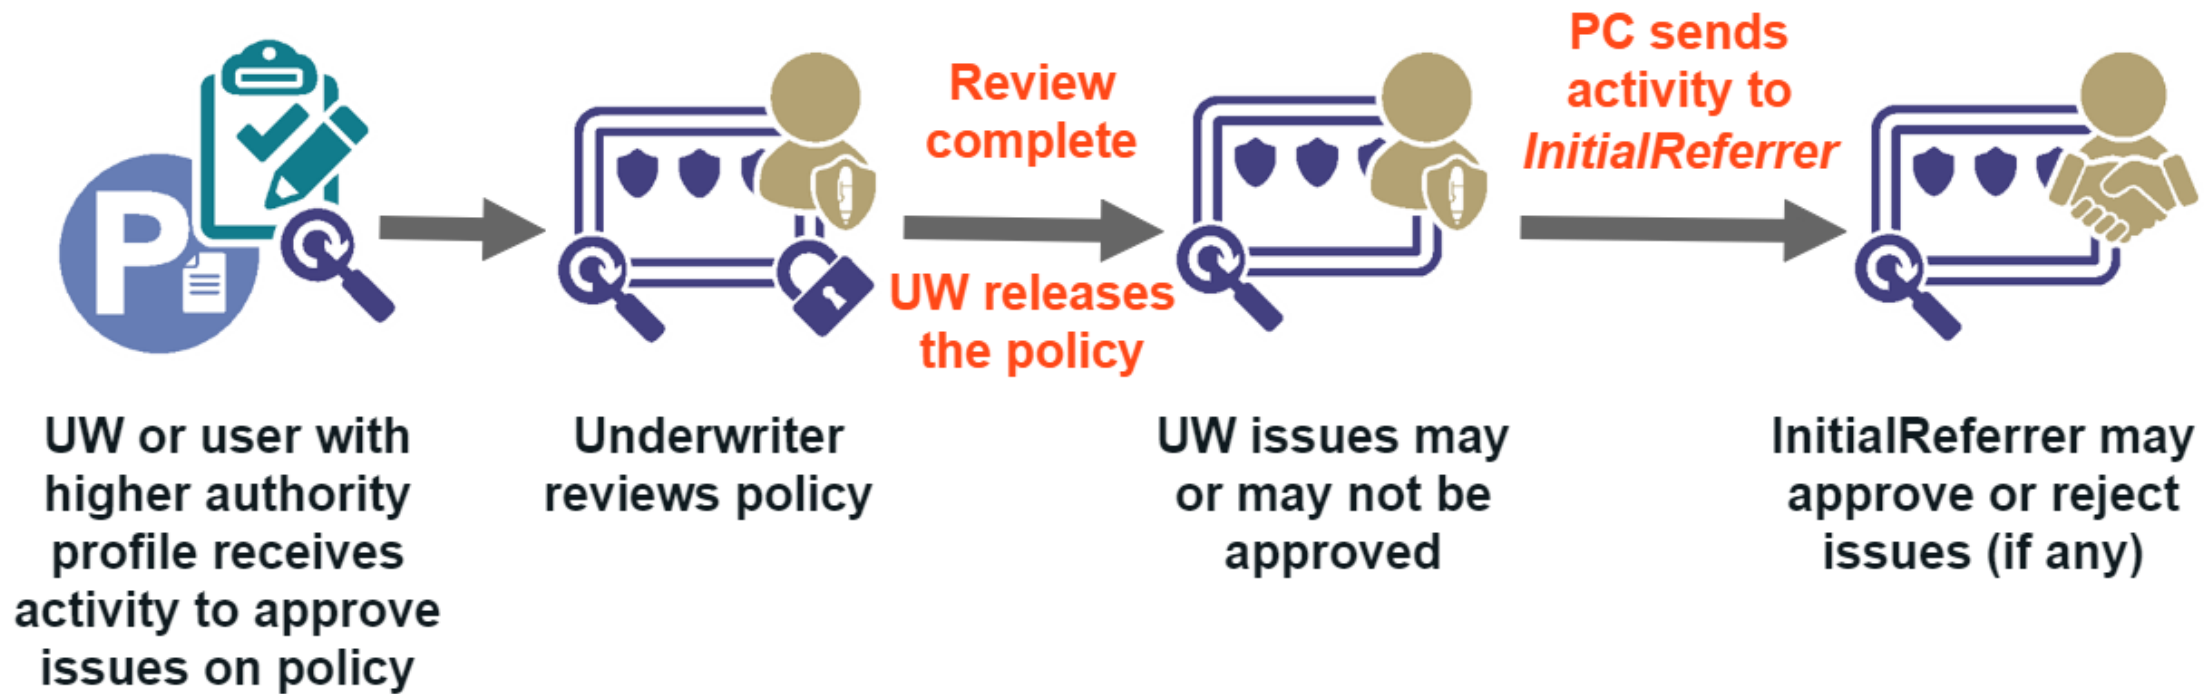 P
UW or user with
higher authority
profile receives
activity to approve
issues on policy
Underwriter
reviews policy
Review
complete
UW releases
the policy
UW issues may
or may not be
approved
PC sends
activity to
InitialReferrer
InitialReferrer may
approve or reject
issues (if any)